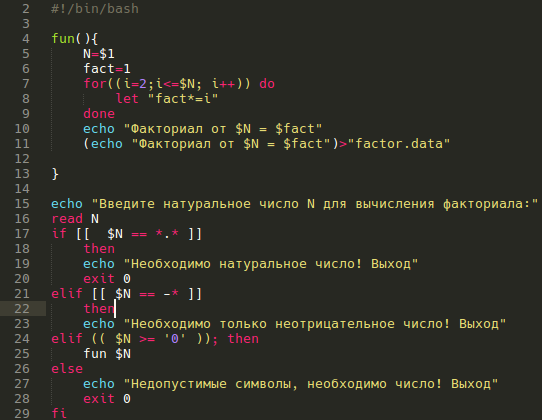 2 #!/bin/bash
3
4 fun(){
5     N=$1
6     fact=1
7     for((i=2;i<=$N; i++)) do
8         let "fact*=i"
9     done
10     echo "Факториал от $N = $fact"
11     (echo "Факториал от $N = $fact")>"factor.data"
12
13 }
14
15 echo "Введите натуральное число N для вычисления факториала:"
16 read N
17 if [[  $N == *.* ]]
18     then
19     echo "Необходимо натуральное число! Выход"
20     exit 0
21 elif [[ $N == -* ]]
22     then
23     echo "Необходимо только неотрицательное число! Выход"
24 elif (( $N >= '0' )); then
25     fun $N
26 else
27     echo "Недопустимые символы, необходимо число! Выход"
28     exit 0
29 fi